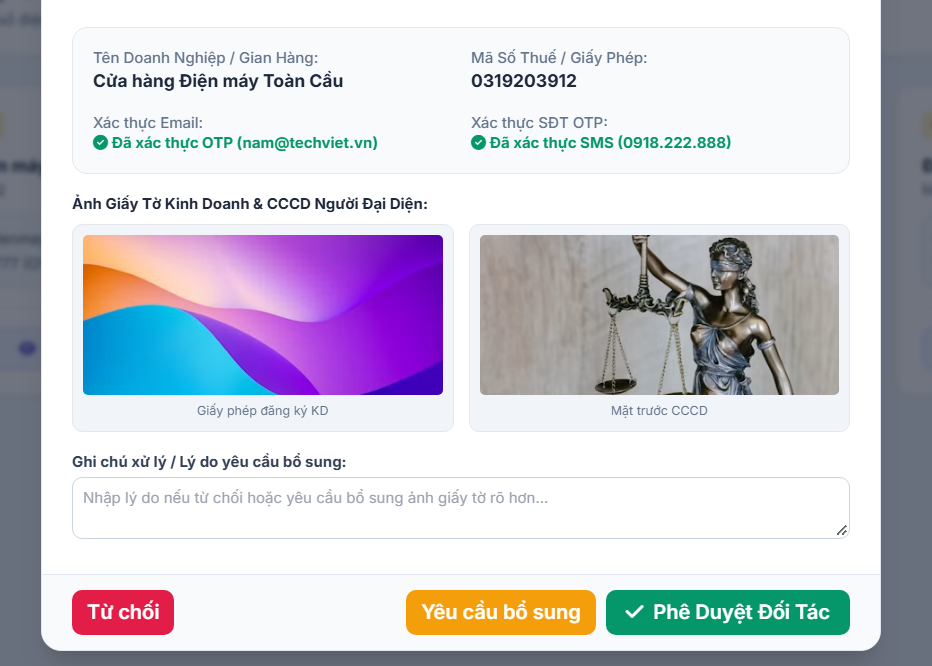 Tên Doanh Nghiệp / Gian Hàng:
Cửa hàng Điện máy Toàn Cầu
Mã Số Thuế / Giấy Phép:
0319203912
Xác thực Email:
Đã xác thực OTP (nam@techviet.vn)
Xác thực SĐT OTP:
Đã xác thực SMS (0918.222.888)
Ảnh Giấy Tờ Kinh Doanh & CCCD Người Đại Diện:
Giấy phép đăng ký KD
Mặt trước CCCD
Ghi chú xử lý / Lý do yêu cầu bổ sung:
Nhập lý do nếu từ chối hoặc yêu cầu bổ sung ảnh giấy tờ rõ hơn...
Từ chối
Yêu cầu bổ sung
Phê Duyệt Đối Tác